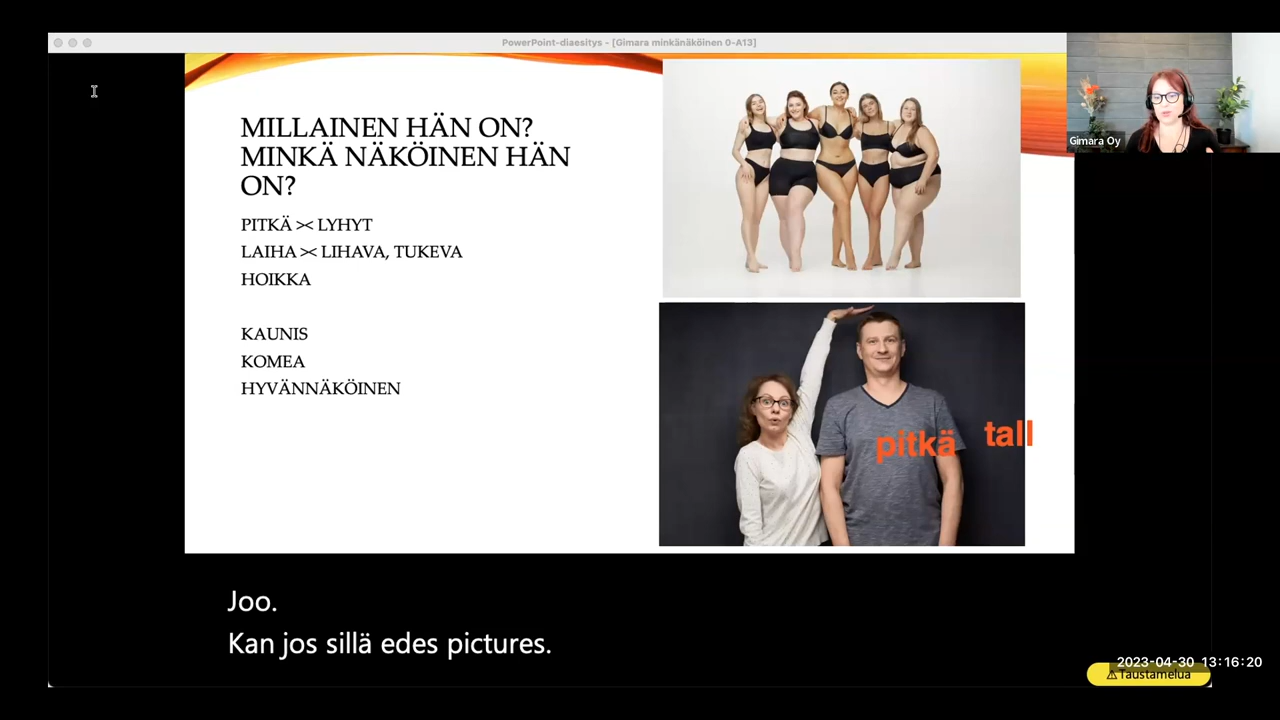 PowerPoint-diaesitys - [Gimara minkänäköinen 0-A13]
MILLAINEN HÄN ON?
MINKÄ NÄKÖINEN HÄN
ON?
PITKÄ >< LYHYT
LAIHA >< LIHAVA, TUKEVA
HOIKKA
KAUNIS
KOMEA
HYVÄNNÄKÖINEN
pitkä
tall
Gimara Oy
Joo.
Kan jos sillä edes pictures.
2023-04-30 13:16:20
⚠Taustamelua